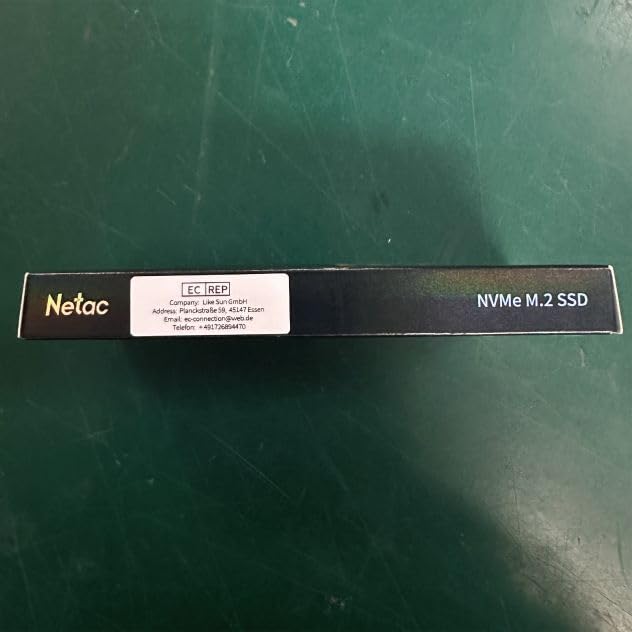 Netac
EC REP
Company: Like Sun GmbH
Address: Planckstraße 59, 45147 Essen
Email: ec-connection@web.de
Telefon: +491726894470
NVMe M.2 SSD